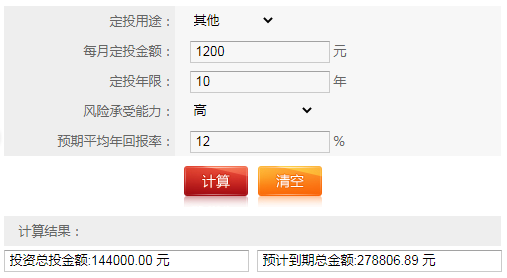 定投用途： 其他
每月定投金额： 1200 元
定投年限： 10 年
风险承受能力： 高
预期平均年回报率： 12 %
计算 清空
计算结果：
投资总投金额:144000.00 元 预计到期总金额:278806.89 元